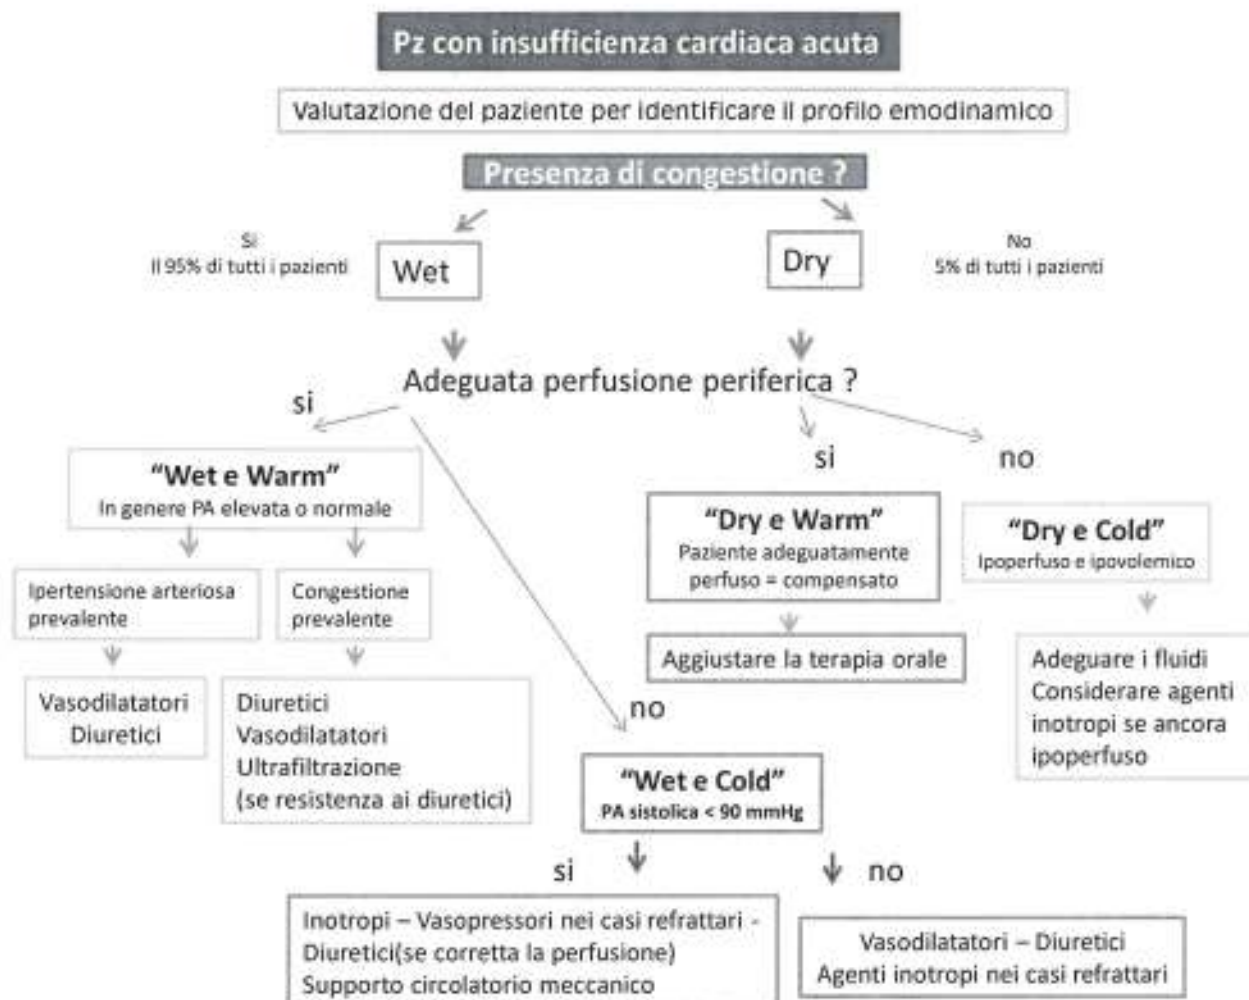 Pz con insufficienza cardiaca acuta
Valutazione del paziente per identificare il profilo emodinamico
Presenza di congestione ?
Si
Il 95% di tutti i pazienti
Wet
Dry
No
5% di tutti i pazienti
Adeguata perfusione periferica ?
si
"Wet e Warm"
In genere PA elevata o normale
Ipertensione arteriosa
prevalente
Congestione
prevalente
Vasodilatatori
Diuretici
Diuretici
Vasodilatatori
Ultrafiltrazione
(se resistenza ai diuretici)
si
no
"Dry e Warm"
Paziente adeguatamente
perfuso = compensato
Aggiustare la terapia orale
"Dry e Cold"
Ipoperfuso e ipovolemico
Adeguare i fluidi
Considerare agenti
inotropi se ancora
ipoperfuso
no
"Wet e Cold"
PA sistolica < 90 mmHg
si
no
Inotropi – Vasopressori nei casi refrattari -
Diuretici(se corretta la perfusione)
Supporto circolatorio meccanico
Vasodilatatori – Diuretici
Agenti inotropi nei casi refrattari